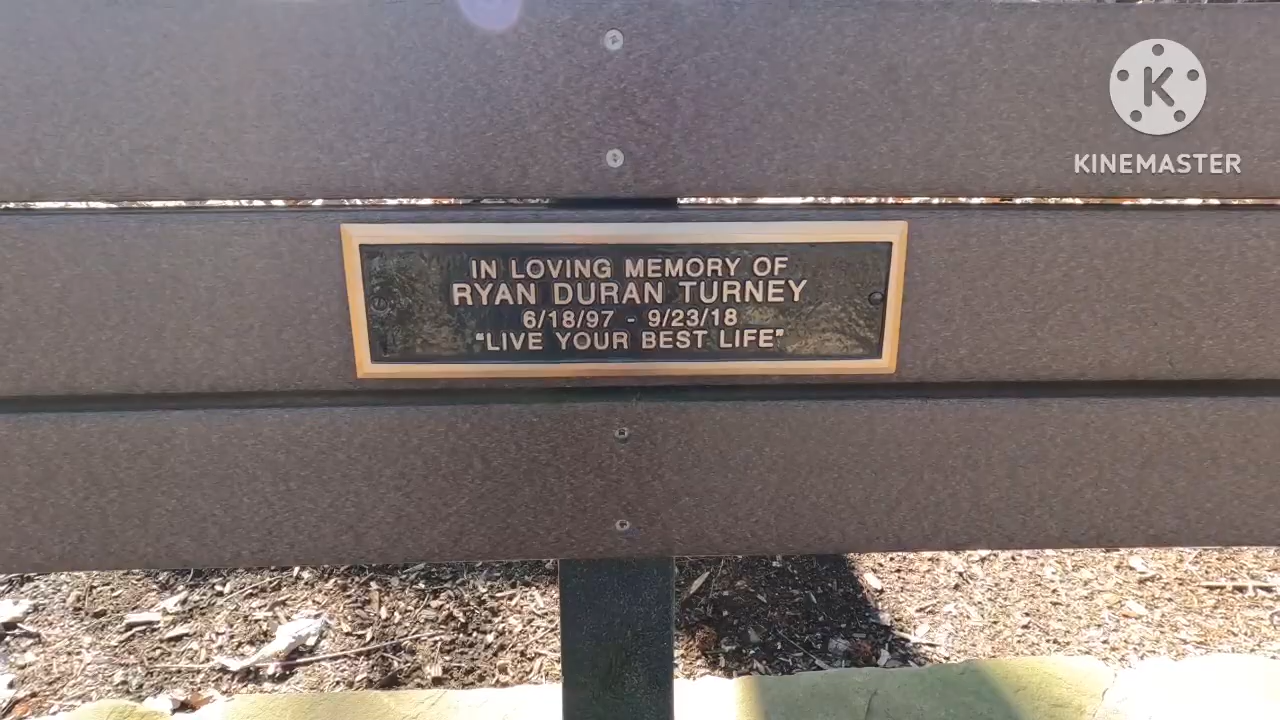 K
KINEMASTER
IN LOVING MEMORY OF
RYAN DURAN TURNEY
6/18/97 - 9/23/18
"LIVE YOUR BEST LIFE"